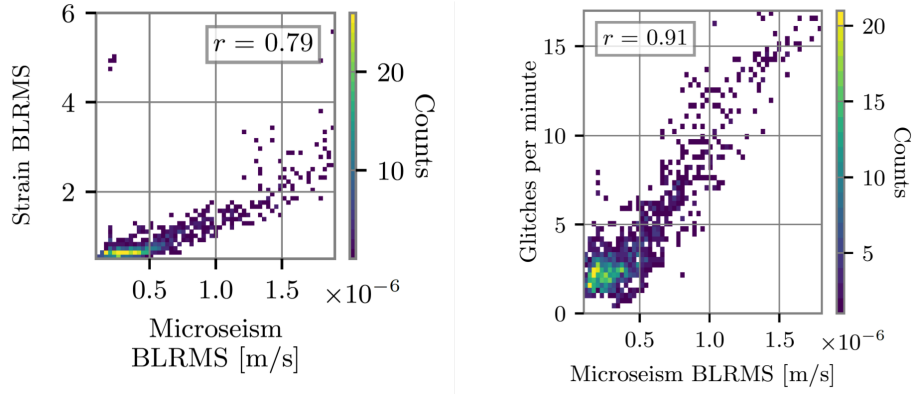 6
4
2
Strain BLRMS
r = 0.79
20
10
Counts
0.5 1.0 1.5 ×10⁻⁶
Microseism
BLRMS [m/s]
15
10
5
0
Glitches per minute
r = 0.91
20
15
10
5
Counts
0.5 1.0 1.5 ×10⁻⁶
Microseism BLRMS [m/s]